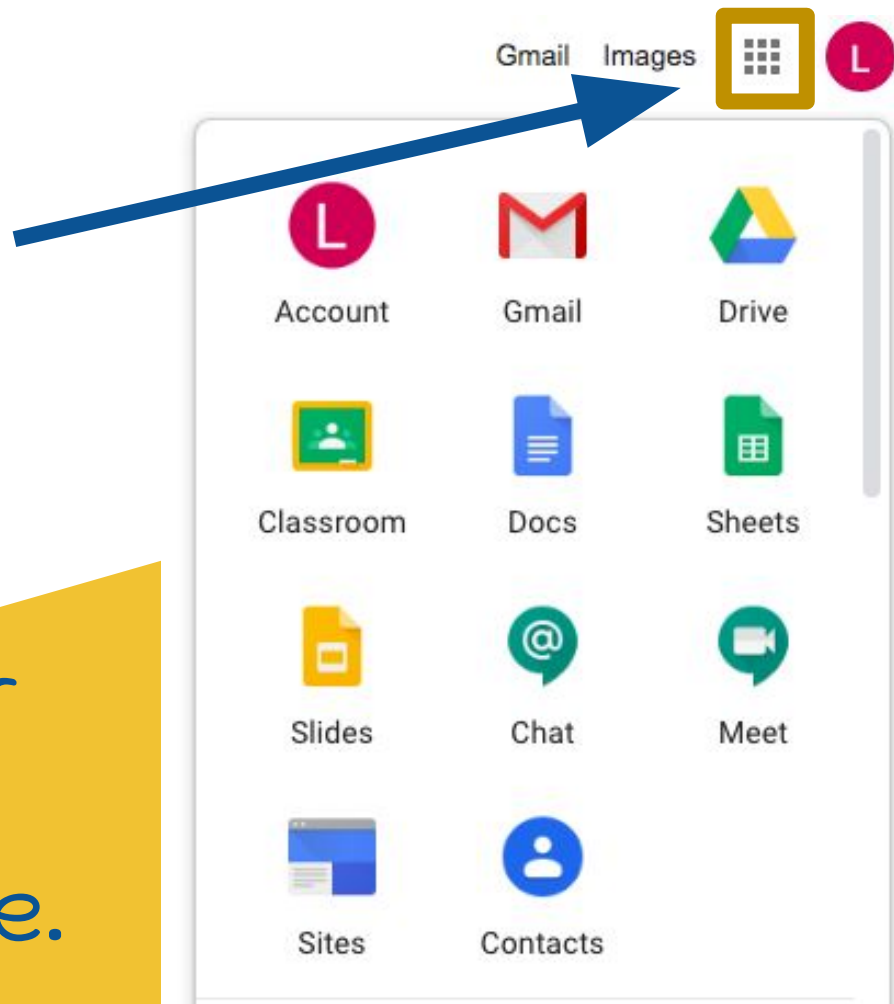 Gmail Images L
L
Account Gmail Drive
Classroom Docs Sheets
@
Slides Chat Meet
Sites Contacts